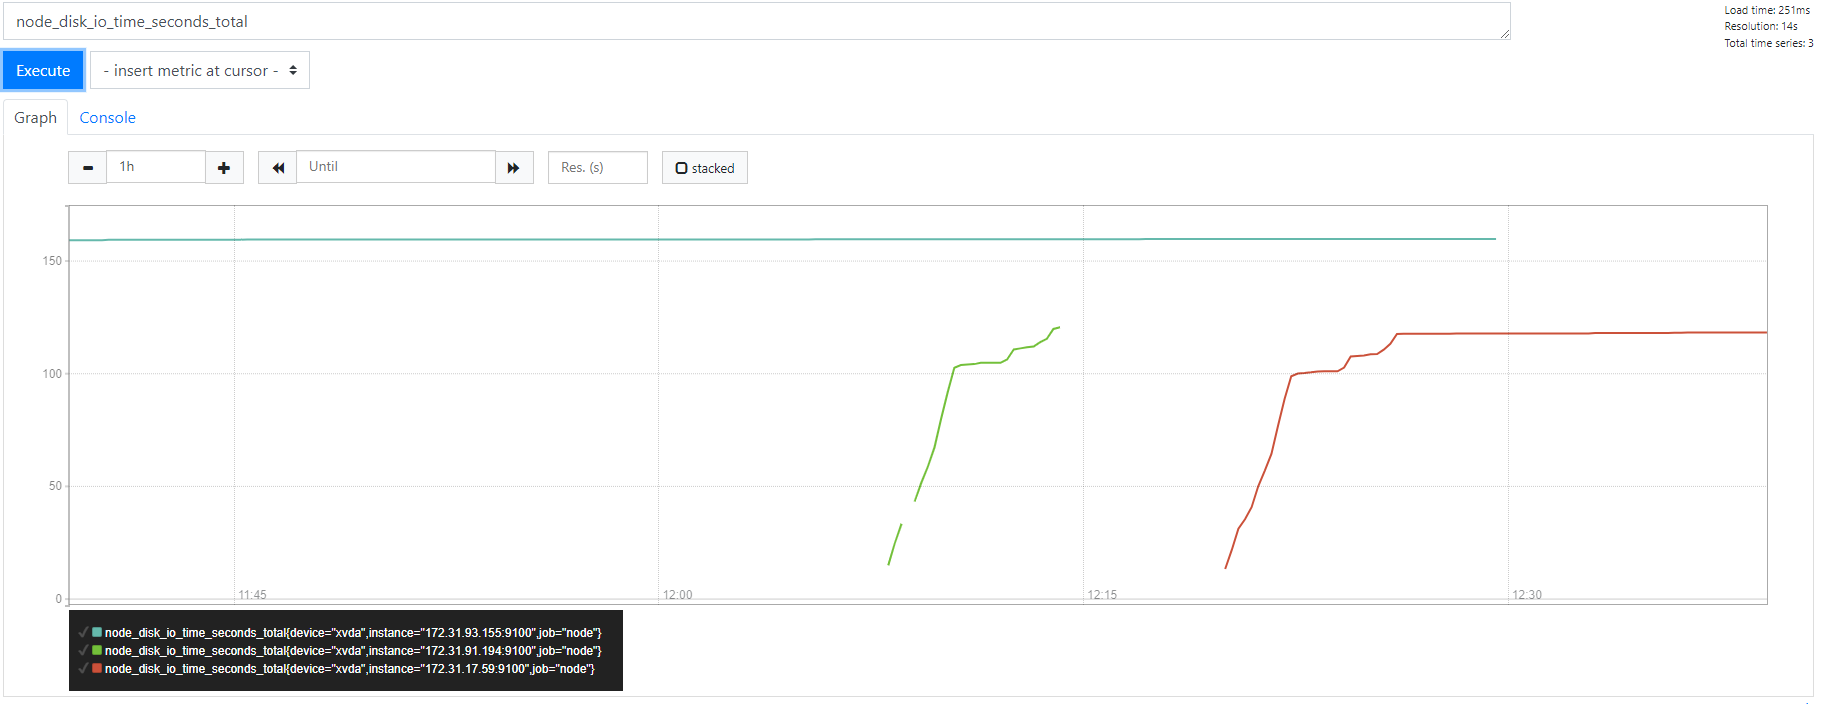 node_disk_io_time_seconds_total
Load time: 251ms
Resolution: 14s
Total time series: 3
Execute
- insert metric at cursor -
Graph
Console
1h
Until
Res. (s)
stacked
150
100
50
0
11:45
12:00
12:15
12:30
node_disk_io_time_seconds_total{device="xvda",instance="172.31.93.155:9100",job="node"}
node_disk_io_time_seconds_total{device="xvda",instance="172.31.91.194:9100",job="node"}
node_disk_io_time_seconds_total{device="xvda",instance="172.31.17.59:9100",job="node"}